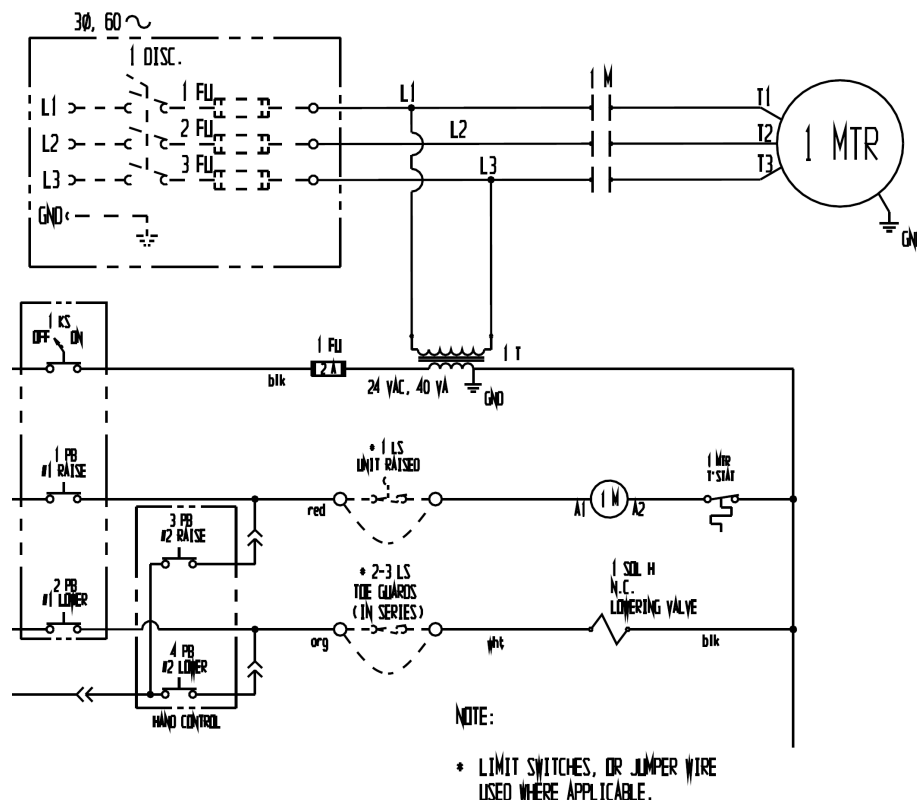 3Ø, 60
1 DISC.
L1
1 FU
L2
2 FU
L3
3 FU
GND
L1
L2
L3
1 M
T1
T2
T3
1 MTR
GN
1 KS
OFF ON
blk
1 FU
2 A
1 T
24 VAC, 40 VA
GND
1 PB
#1 RAISE
3 PB
#2 RAISE
red
* 1 LS
UNIT RAISED
A1
1 M
A2
1 MTR
T'STAT
2 PB
#1 LOWER
4 PB
#2 LOWER
HAND CONTROL
org
* 2-3 LS
TOE GUARDS
(IN SERIES)
wht
1 SOL H
N.C.
LOWERING VALVE
blk
NOTE:
* LIMIT SWITCHES, OR JUMPER WIRE
USED WHERE APPLICABLE.